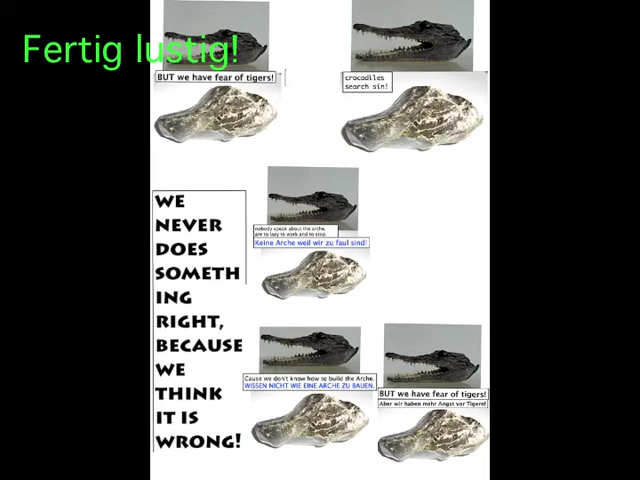 Fertig lustig!
BUT we have fear of tigers!
crocodiles
search sin!
WE
NEVER
DOES
SOMETH
ING
RIGHT,
BECAUSE
WE
THINK
IT IS
WRONG!
nobody speak about the arche,
are to lazy to work and to stop.
Keine Arche weil wir zu faul sind!
Cause we don't know how to build the Arche.
WISSEN NICHT WIE EINE ARCHE ZU BAUEN.
BUT we have fear of tigers!
Aber wir haben mehr Angst vor Tigern!